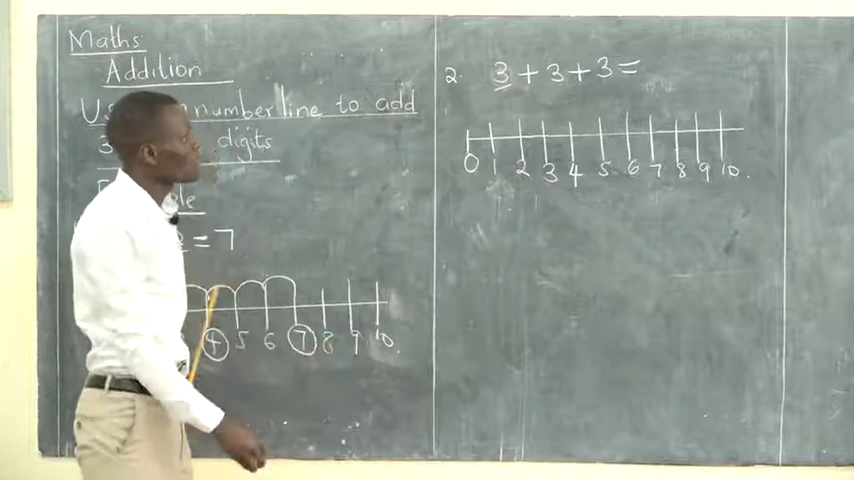 Maths
Addition
number line to add
3 digits
= 7
4 5 6 7 8 9 10.
2. 3 + 3 + 3 =
0 1 2 3 4 5 6 7 8 9 10.